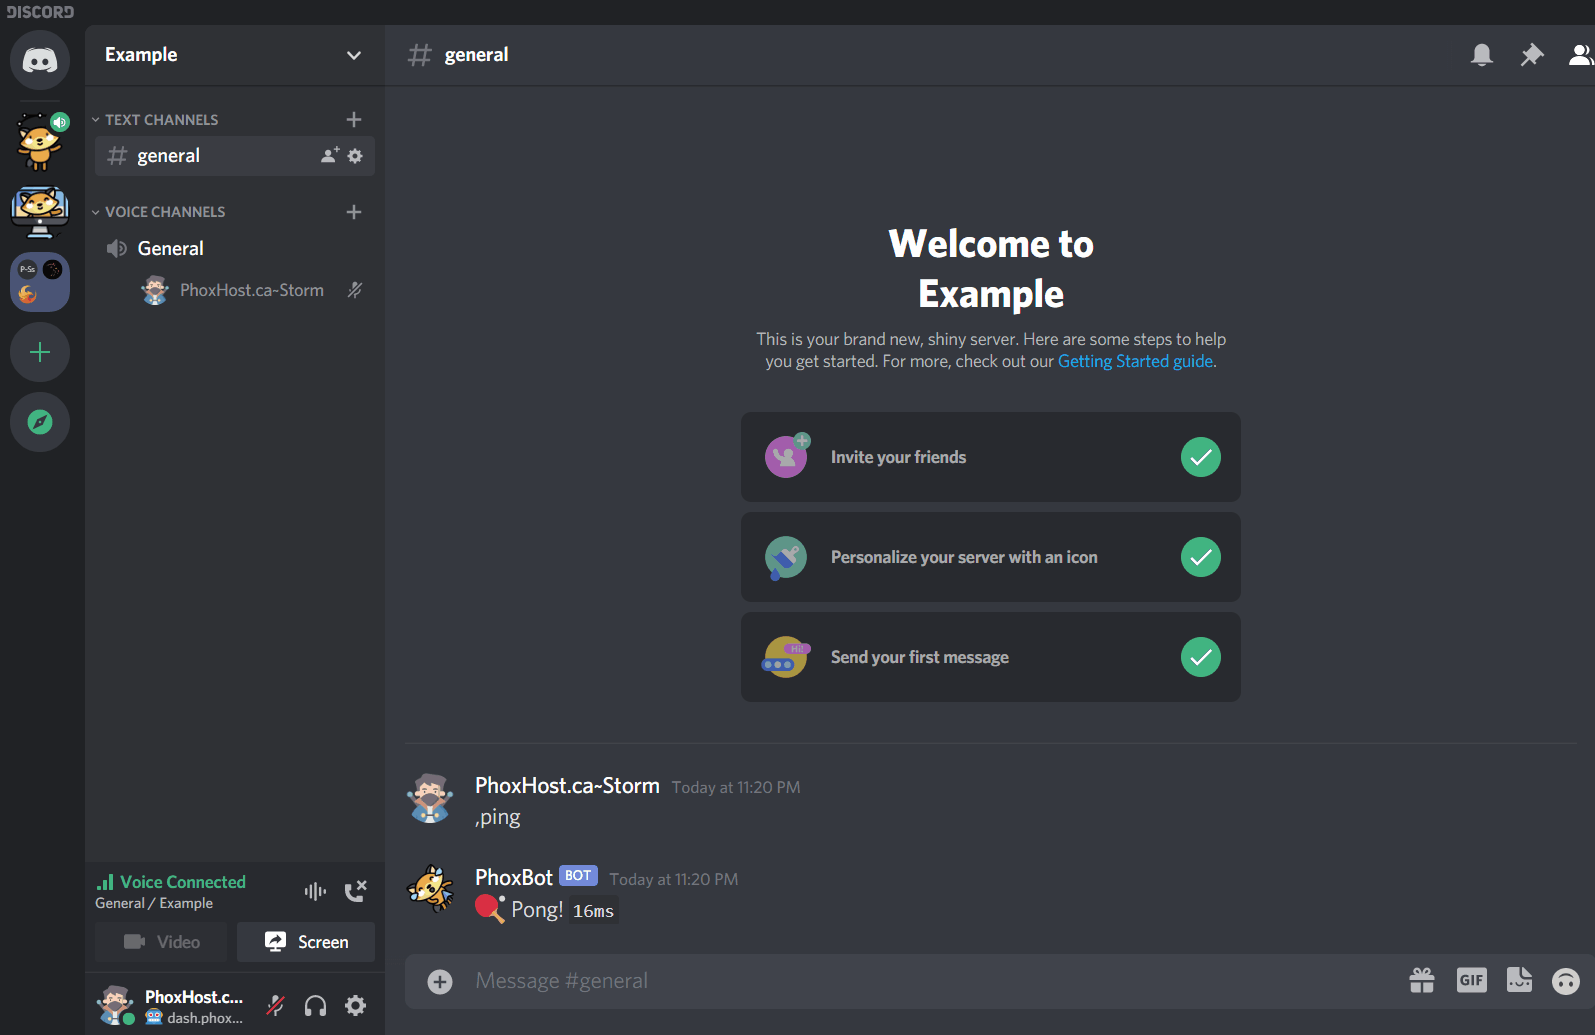 DISCORD
Example
TEXT CHANNELS
general
VOICE CHANNELS
General
PhoxHost.ca~Storm
P-Ss
Voice Connected
General / Example
Video
Screen
PhoxHost.c...
dash.phox...
general
Welcome to
Example
This is your brand new, shiny server. Here are some steps to help
you get started. For more, check out our Getting Started guide.
Invite your friends
Personalize your server with an icon
Hi!
Send your first message
PhoxHost.ca~Storm Today at 11:20 PM
,ping
PhoxBot BOT Today at 11:20 PM
Pong! 16ms
Message #general
GIF